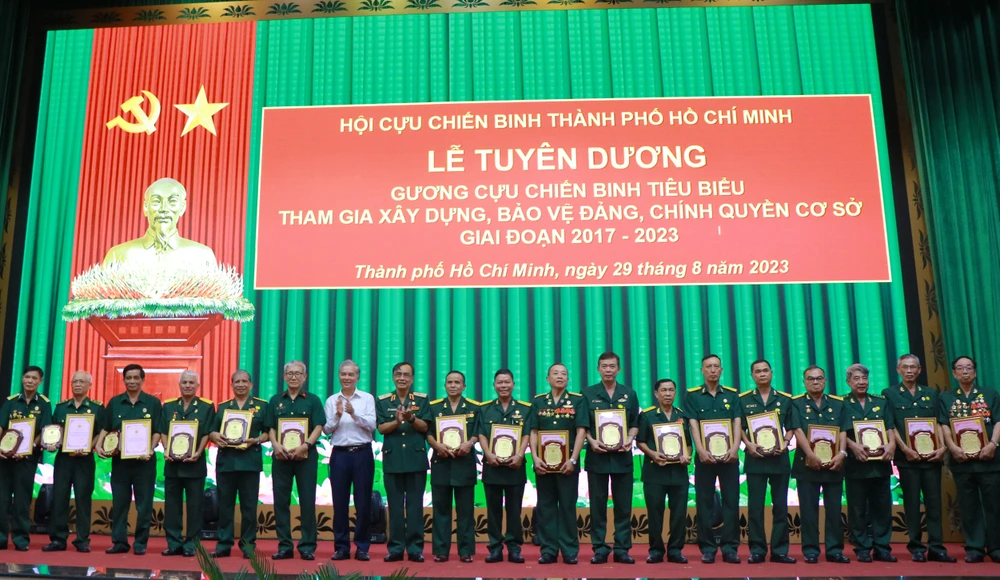 HỘI CỰU CHIẾN BINH THÀNH PHỐ HỒ CHÍ MINH
LỄ TUYÊN DƯƠNG
GƯƠNG CỰU CHIẾN BINH TIÊU BIỂU
THAM GIA XÂY DỰNG, BẢO VỆ ĐẢNG, CHÍNH QUYỀN CƠ SỞ
GIAI ĐOẠN 2017 - 2023
Thành phố Hồ Chí Minh, ngày 29 tháng 8 năm 2023